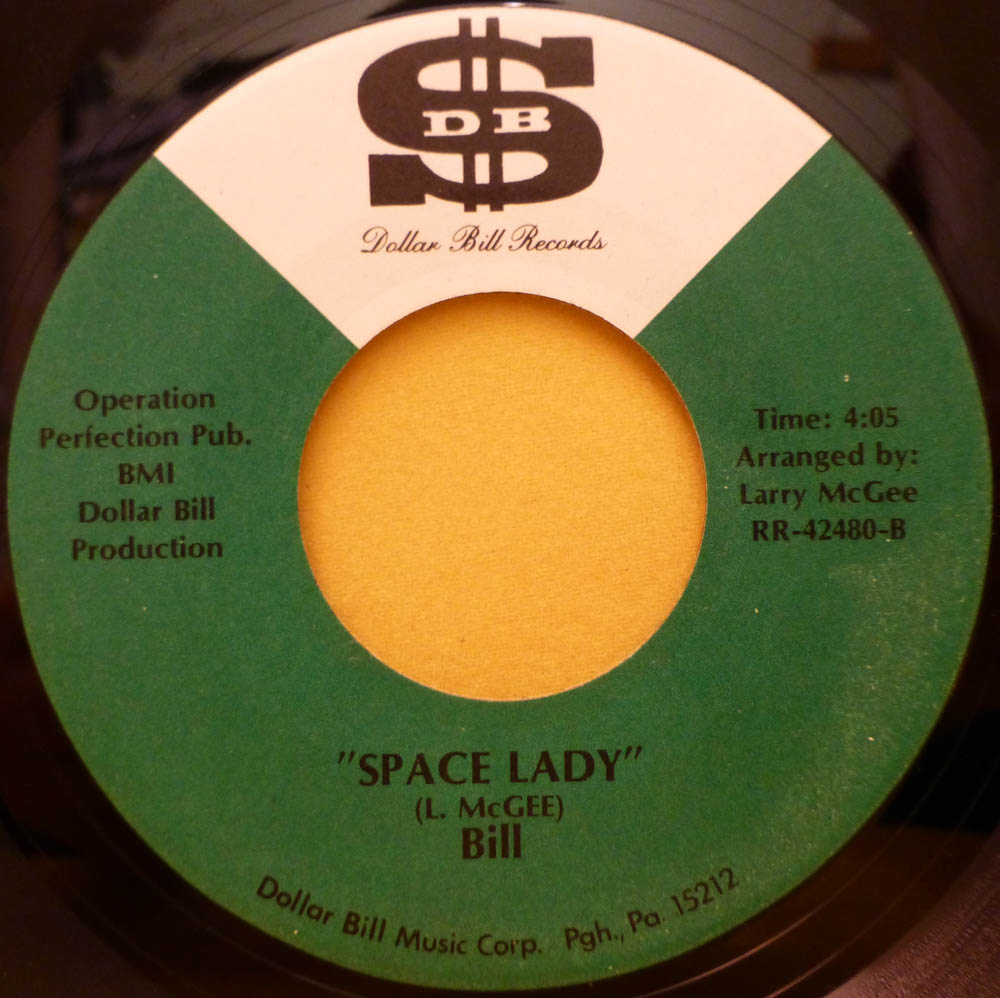 DB
Dollar Bill Records
Operation
Perfection Pub.
BMI
Dollar Bill
Production
Time: 4:05
Arranged by:
Larry McGee
RR-42480-B
"SPACE LADY"
(L. McGEE)
Bill
Dollar Bill Music Corp. Pgh., Pa. 15212